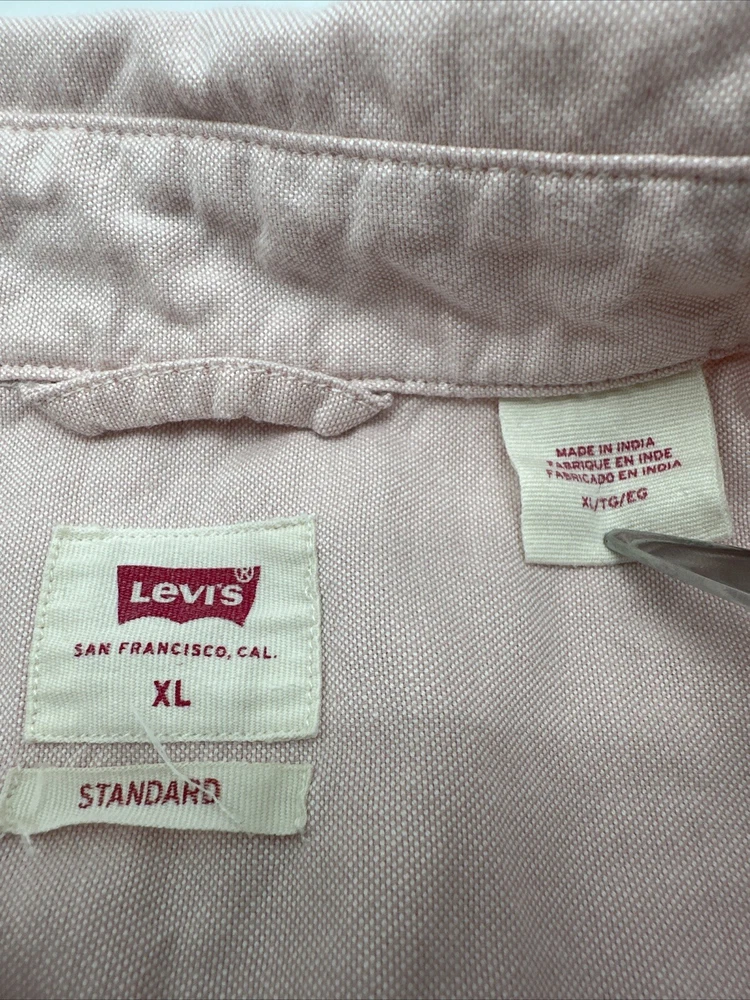 MADE IN INDIA
FABRIQUE EN INDE
FABRICADO EN INDIA
XL/TG/EG
Levi's®
SAN FRANCISCO, CAL.
XL
STANDARD